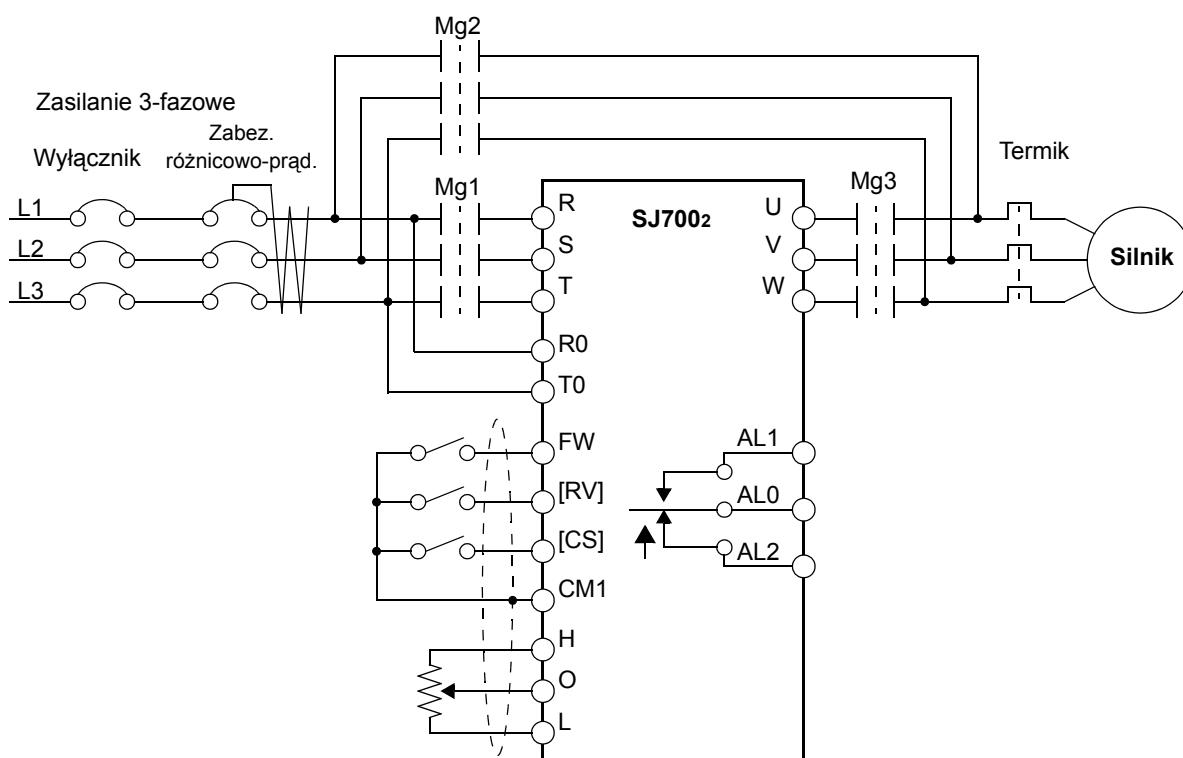 Mg2
Zasilanie 3-fazowe
Zabez.
różnicowo-prąd.
Wyłącznik
Termik
Mg1
Mg3
L1
R
SJ7002
U
L2
S
V
Silnik
L3
T
W
R0
T0
FW
AL1
[RV]
AL0
[CS]
AL2
CM1
H
O
L